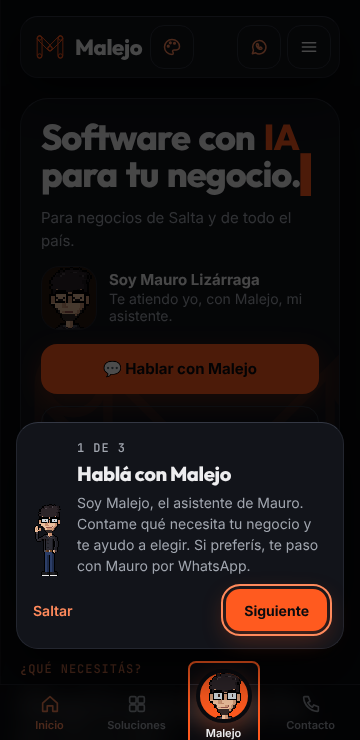 Malejo
Software con IA
para tu negocio.
Para negocios de Salta y de todo el
país.
Soy Mauro Lizárraga
Te atiendo yo, con Malejo, mi
asistente.
💬 Hablar con Malejo
1 DE 3
Hablá con Malejo
Soy Malejo, el asistente de Mauro.
Contame qué necesita tu negocio y
te ayudo a elegir. Si preferís, te paso
con Mauro por WhatsApp.
Saltar
Siguiente
¿QUÉ NECESITÁS?
Inicio
Soluciones
Malejo
Contacto